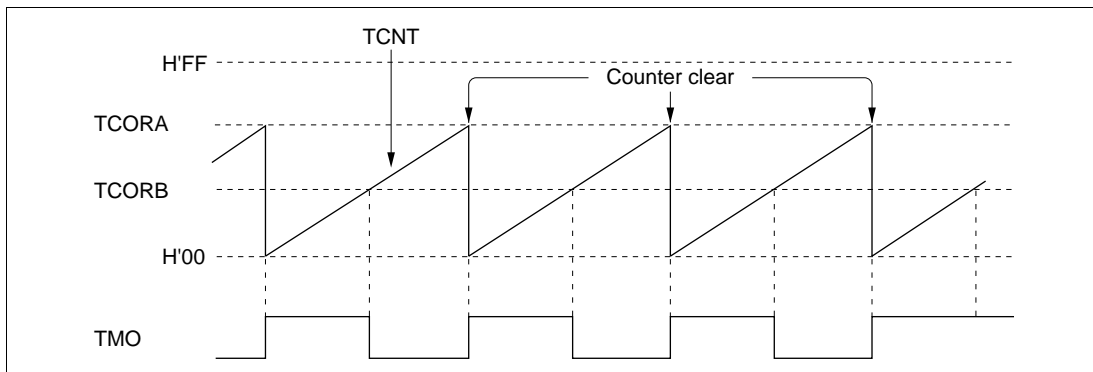 TCNT
H'FF
Counter clear
TCORA
TCORB
H'00
TMO